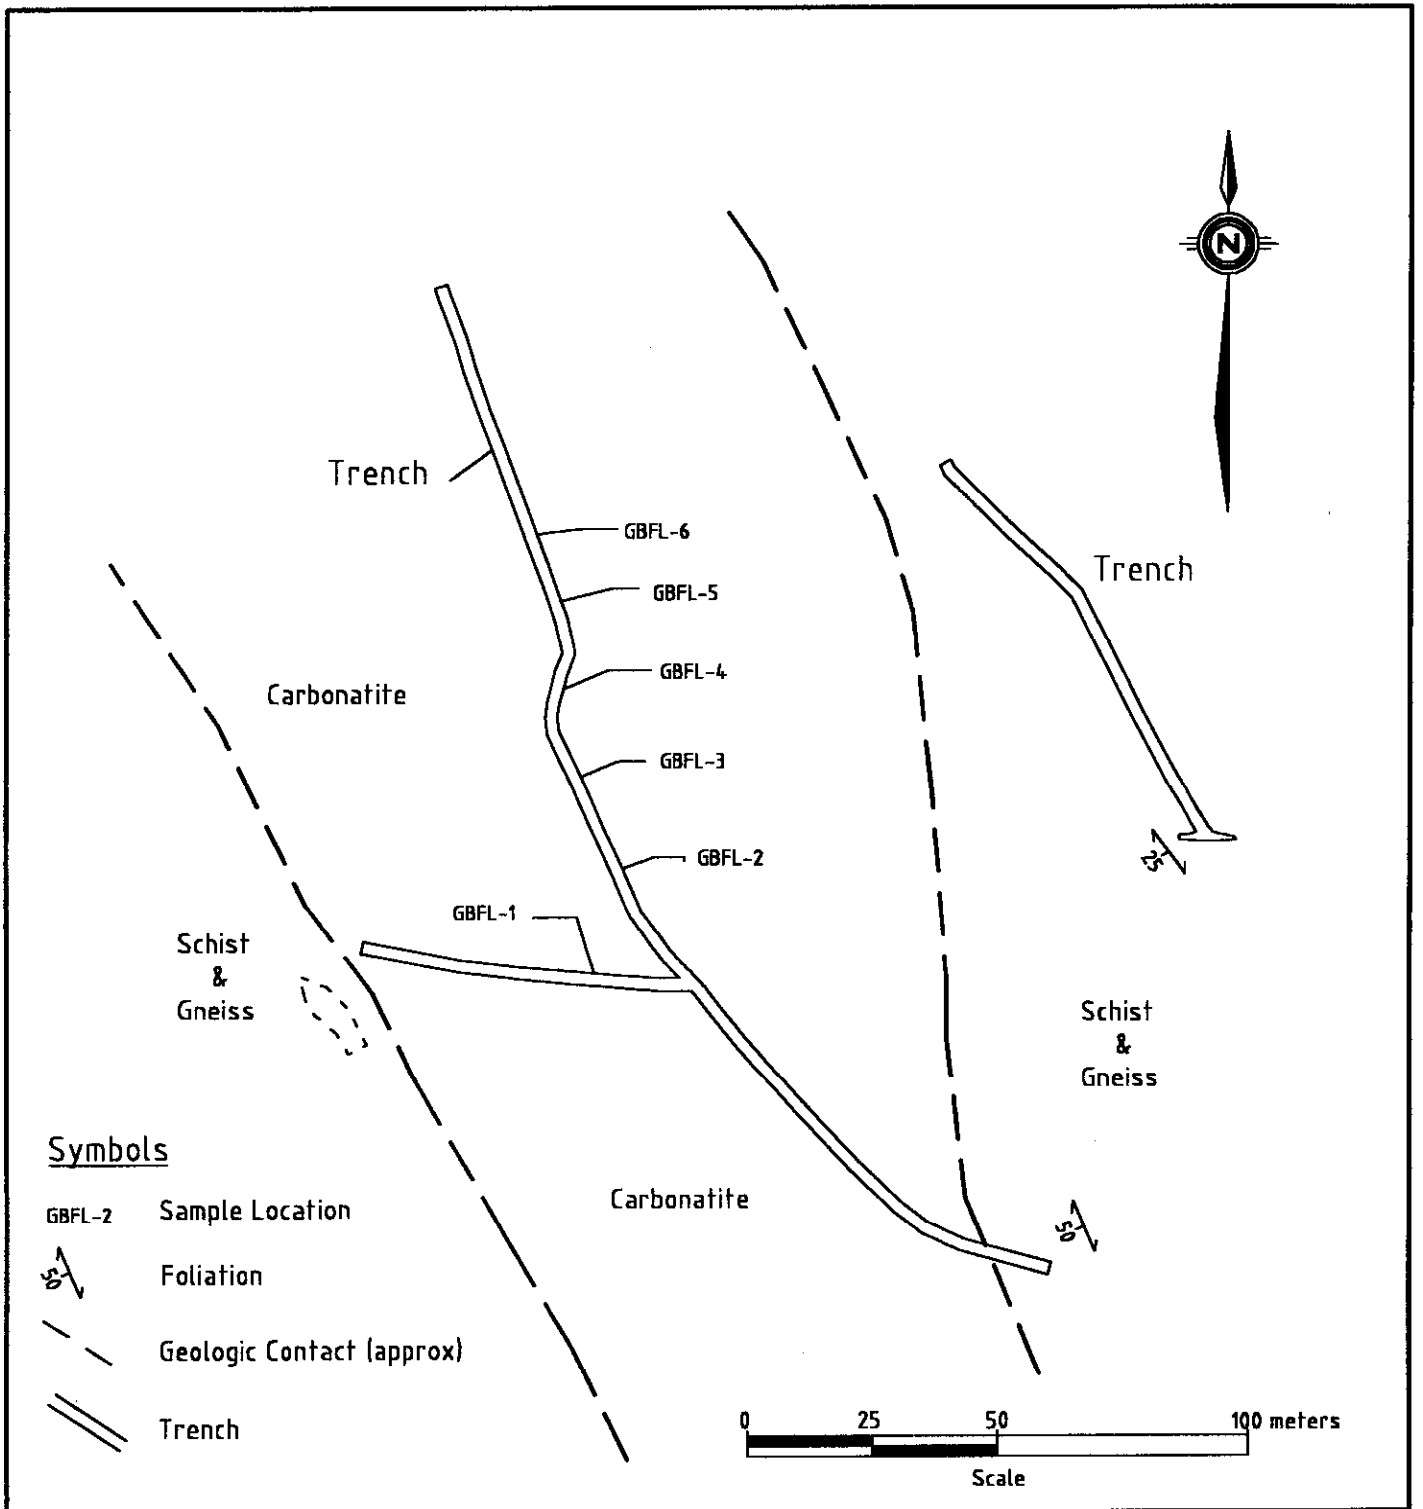 N
Trench
GBFL-6
Trench
GBFL-5
GBFL-4
Carbonatite
GBFL-3
GBFL-2
25
GBFL-1
Schist
&
Gneiss
Schist
&
Gneiss
Symbols
Carbonatite
GBFL-2 Sample Location
50
50 Foliation
Geologic Contact (approx)
Trench
0 25 50 100 meters
Scale